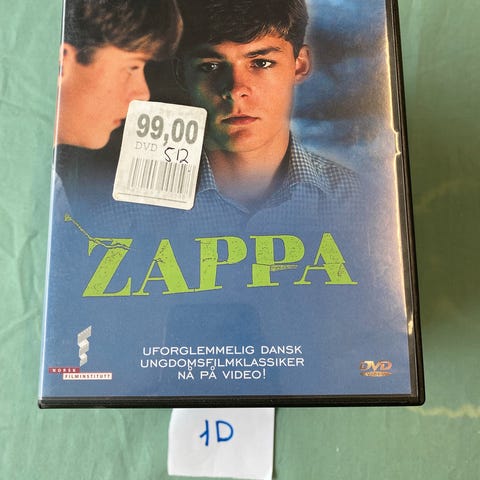 99,00
DVD 512
ZAPPA
UFORGLEMMELIG DANSK
UNGDOMSFILMKLASSIKER
NÅ PÅ VIDEO!
NORSK
FILMINSTITUTT
DVD
1D